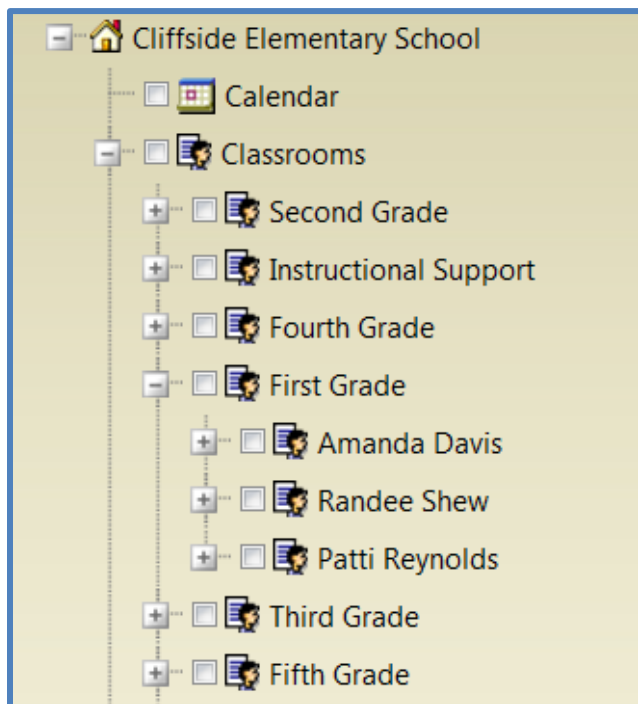 Cliffside Elementary School
Calendar
Classrooms
Second Grade
Instructional Support
Fourth Grade
First Grade
Amanda Davis
Randee Shew
Patti Reynolds
Third Grade
Fifth Grade